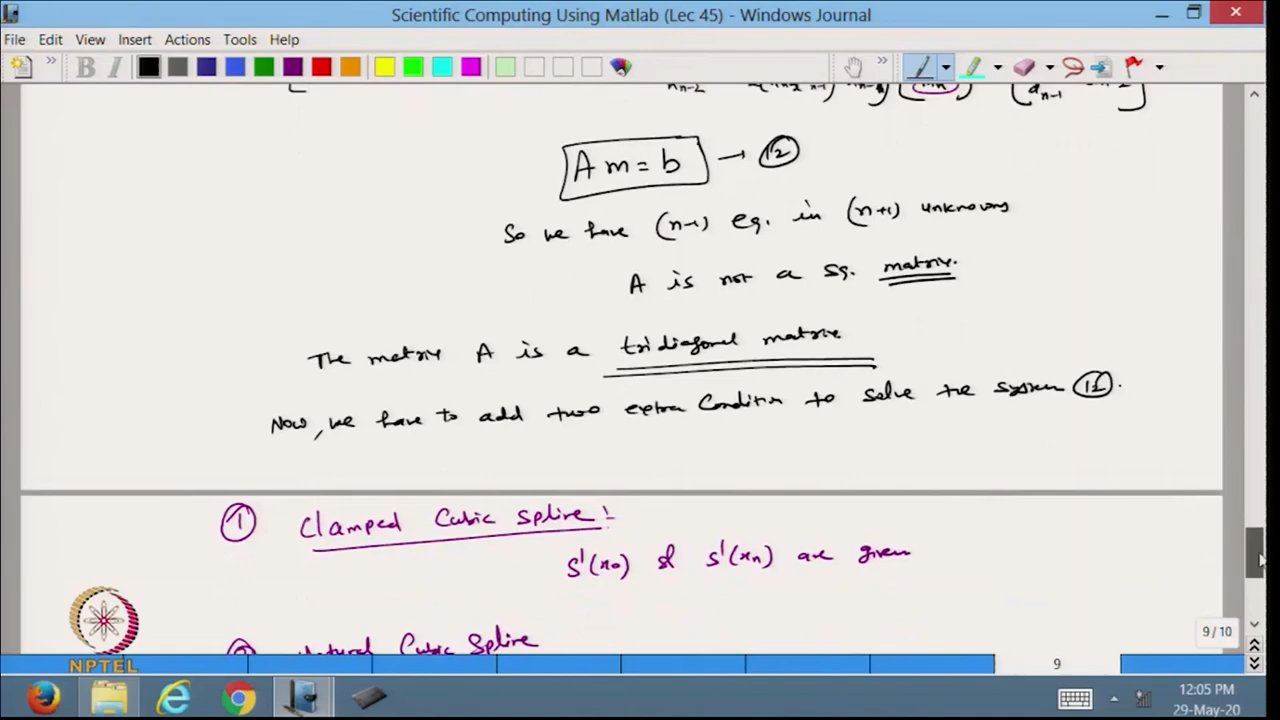 Scientific Computing Using Matlab (Lec 45) - Windows Journal
File Edit View Insert Actions Tools Help
A m = b → 12
So we have (n-1) eq. in (n+1) unknowns
A is not a sq. matrix.
The matrix A is a tridiagonal matrix.
Now, we have to add two extra Condition to solve the system 12.
① Clamped Cubic Spline:
S'(x0) & S'(xn) are given
② Natural Cubic Spline
9 / 10
NPTEL
9
12:05 PM
29-May-20